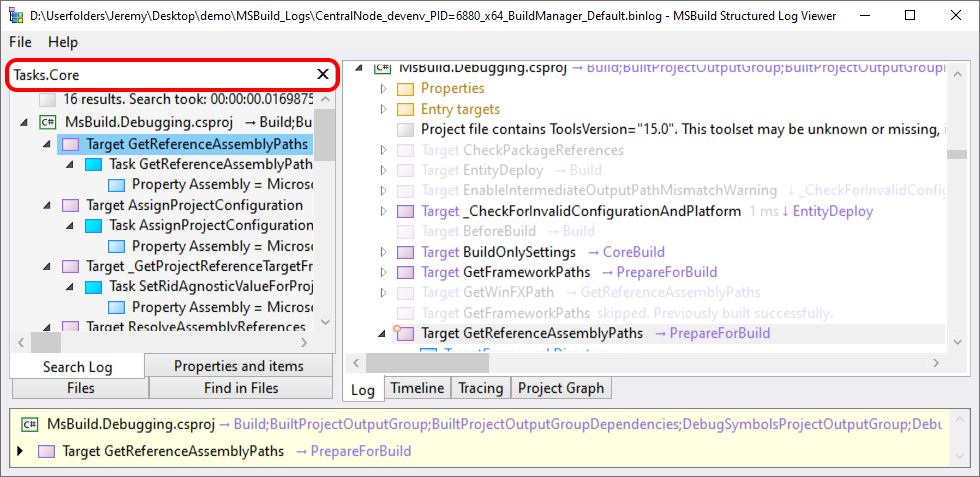 D:\Userfolders\Jeremy\Desktop\demo\MSBuild_Logs\CentralNode_devenv_PID=6880_x64_BuildManager_Default.binlog - MSBuild Structured Log Viewer
File Help
Tasks.Core
16 results. Search took: 00:00:00.0169875
C# MsBuild.Debugging.csproj → Build;Bu
Target GetReferenceAssemblyPaths
Task GetReferenceAssemblyPath
Property Assembly = Microso
Target AssignProjectConfiguration
Task AssignProjectConfiguration
Property Assembly = Microso
Target _GetProjectReferenceTargetFr
Task SetRidAgnosticValueForProj
Property Assembly = Microso
Target ResolveAssemblyReferences
Search Log
Properties and items
Files
Find in Files
C# MsBuild.Debugging.csproj → Build;BuiltProjectOutputGroup;BuiltProjectOutputGroup
Properties
Entry targets
Project file contains ToolsVersion="15.0". This toolset may be unknown or missing, i
Target CheckPackageReferences
Target EntityDeploy → Build
Target EnableIntermediateOutputPathMismatchWarning ↓ _CheckForInvalidConfig
Target _CheckForInvalidConfigurationAndPlatform 1 ms ↓ EntityDeploy
Target BeforeBuild → Build
Target BuildOnlySettings → CoreBuild
Target GetFrameworkPaths → PrepareForBuild
Target GetWinFXPath → GetReferenceAssemblyPaths
Target GetFrameworkPaths skipped. Previously built successfully.
Target GetReferenceAssemblyPaths → PrepareForBuild
Log Timeline Tracing Project Graph
C# MsBuild.Debugging.csproj → Build;BuiltProjectOutputGroup;BuiltProjectOutputGroupDependencies;DebugSymbolsProjectOutputGroup;Debu
Target GetReferenceAssemblyPaths → PrepareForBuild